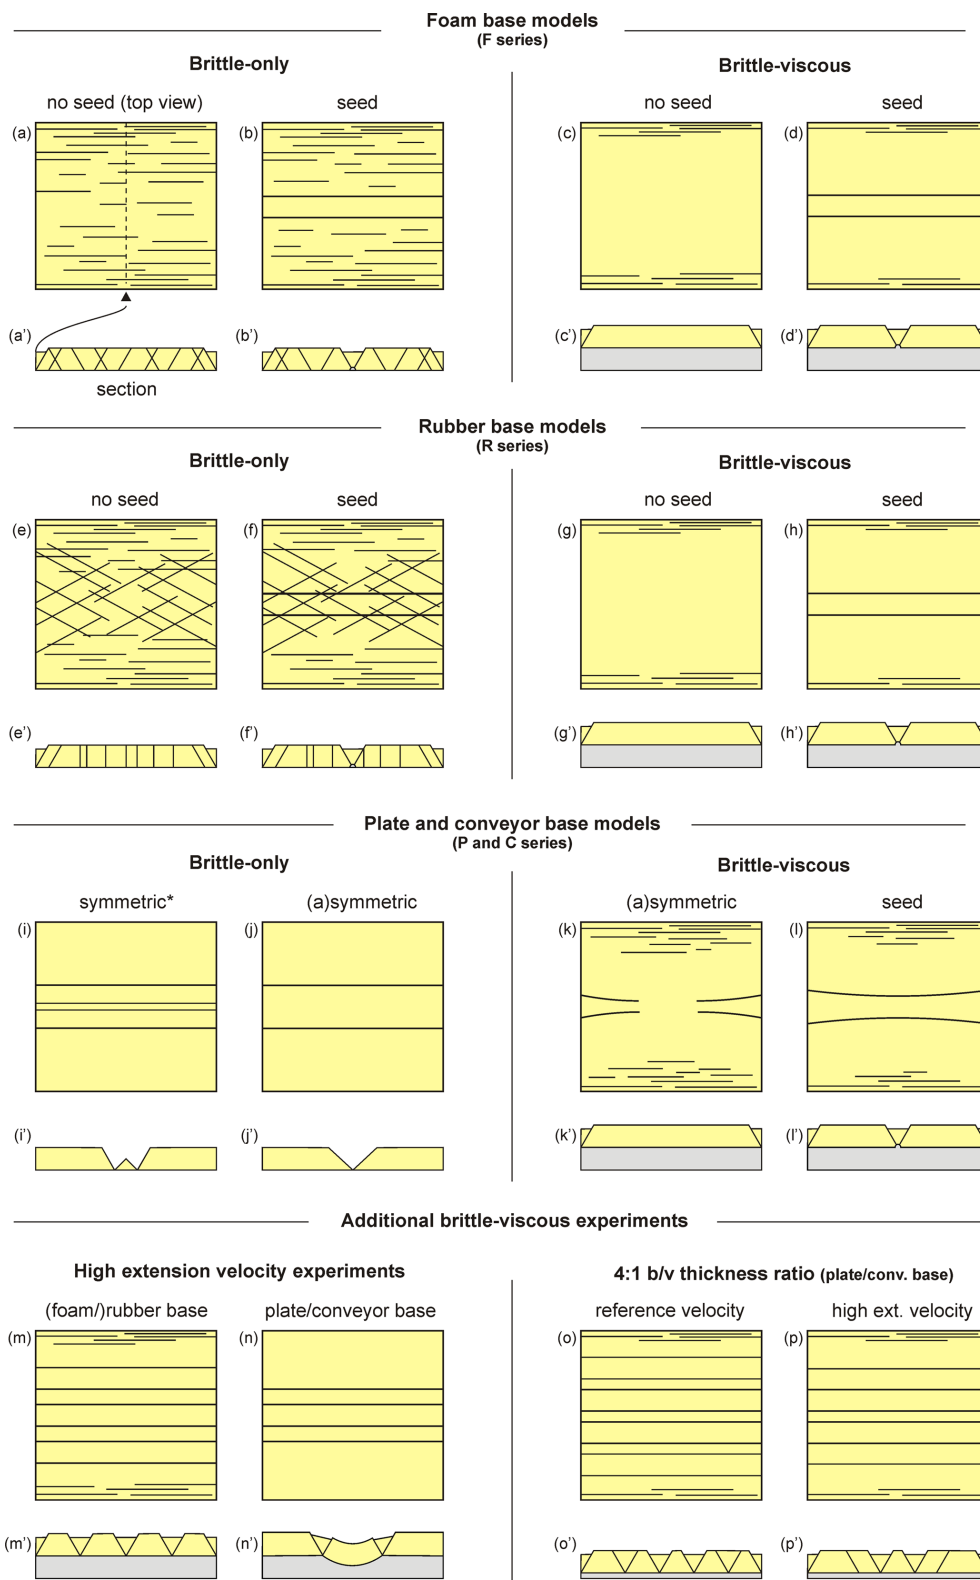 Foam base models
(F series)
Brittle-only
Brittle-viscous
no seed (top view)
seed
no seed
seed
(a)
(b)
(c)
(d)
(a')
(b')
(c')
(d')
section
Rubber base models
(R series)
Brittle-only
Brittle-viscous
no seed
seed
no seed
seed
(e)
(f)
(g)
(h)
(e')
(f')
(g')
(h')
Plate and conveyor base models
(P and C series)
Brittle-only
Brittle-viscous
symmetric*
(a)symmetric
(a)symmetric
seed
(i)
(j)
(k)
(l)
(i')
(j')
(k')
(l')
Additional brittle-viscous experiments
High extension velocity experiments
4:1 b/v thickness ratio (plate/conv. base)
(foam/)rubber base
plate/conveyor base
reference velocity
high ext. velocity
(m)
(n)
(o)
(p)
(m')
(n')
(o')
(p')